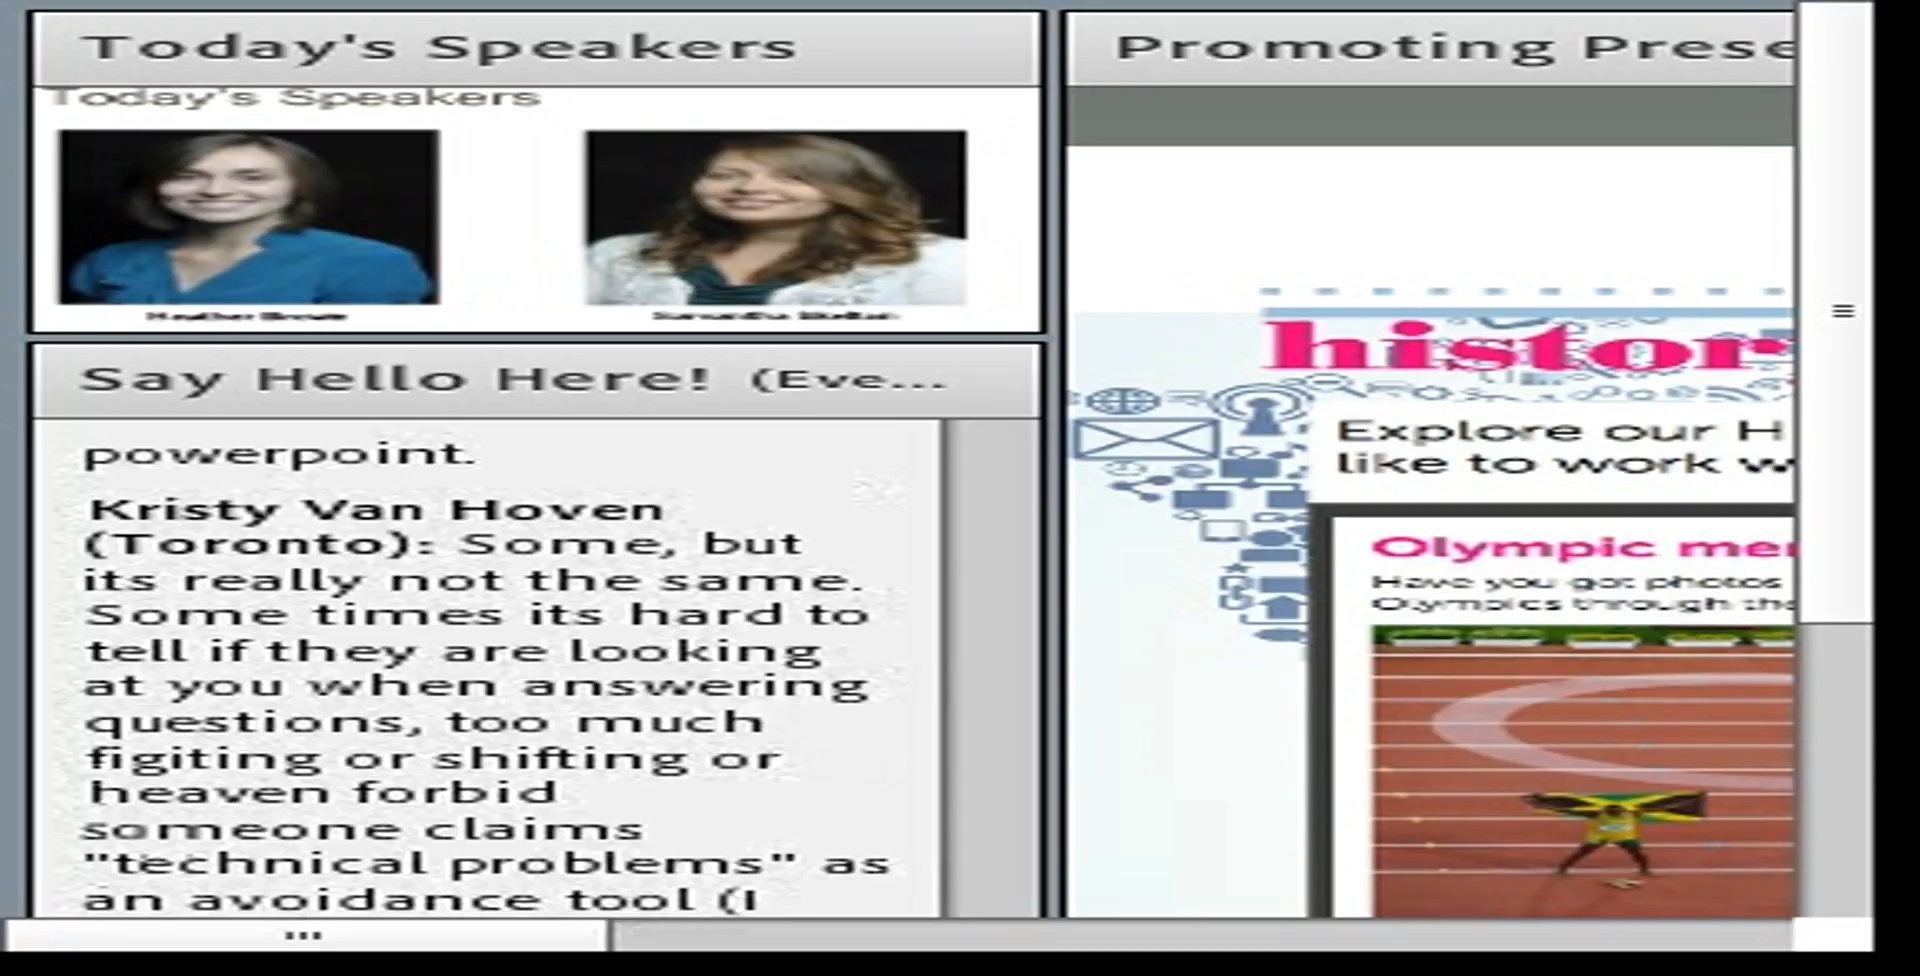 Today's Speakers
Today's Speakers
Say Hello Here! (Eve...
powerpoint.
Kristy Van Hoven
(Toronto): Some, but
its really not the same.
Some times its hard to
tell if they are looking
at you when answering
questions, too much
figiting or shifting or
heaven forbid
someone claims
"technical problems" as
an avoidance tool (I
Promoting Prese
histor
Explore our H
like to work w
Olympic mer
Have you got photos
Olympics through the